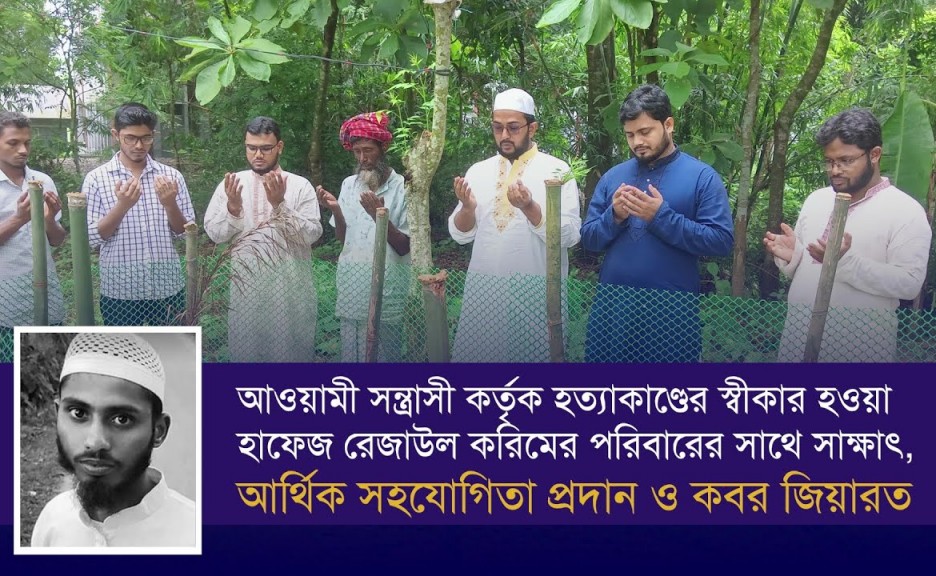 আওয়ামী সন্ত্রাসী কর্তৃক হত্যাকাণ্ডের স্বীকার হওয়া
হাফেজ রেজাউল করিমের পরিবারের সাথে সাক্ষাৎ,
আর্থিক সহযোগিতা প্রদান ও কবর জিয়ারত